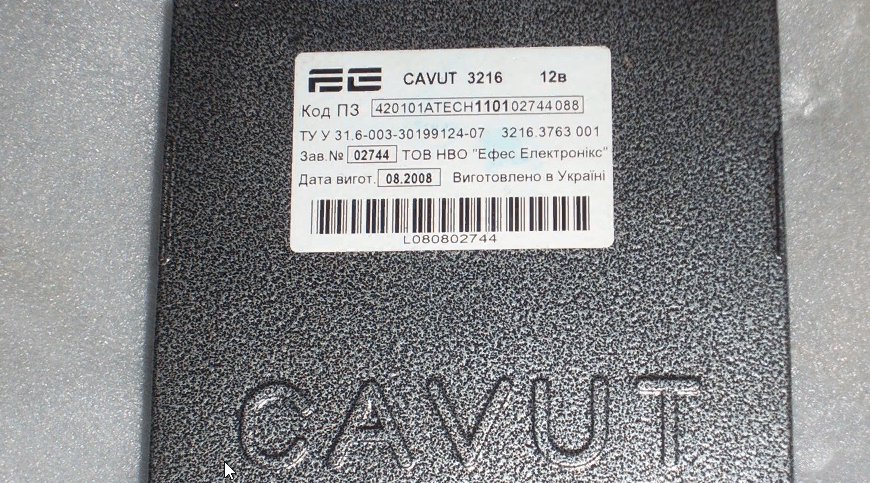 EE CAVUT 3216 12в
Код ПЗ 420101ATECH110102744088
ТУ У 31.6-003-30199124-07 3216.3763 001
Зав.№ 02744 ТОВ НВО "Ефес Електронікс"
Дата вигот. 08.2008 Виготовлено в Україні
L080802744
CAVUT